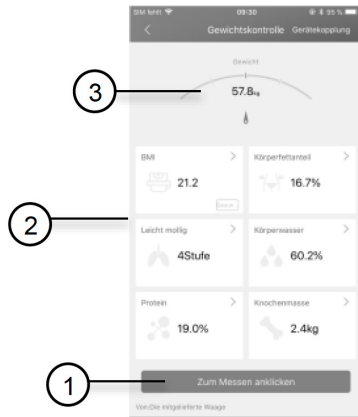 SIM fehlt 09:30 95%
Gewichtskontrolle Gerätekopplung
Gewicht
3
57.8kg
BMI
21.2
Körperfettanteil
16.7%
2
Leicht mollig
4Stufe
Körperwasser
60.2%
Protein
19.0%
Knochenmasse
2.4kg
1
Zum Messen anklicken
Von:Die mitgelieferte Waage